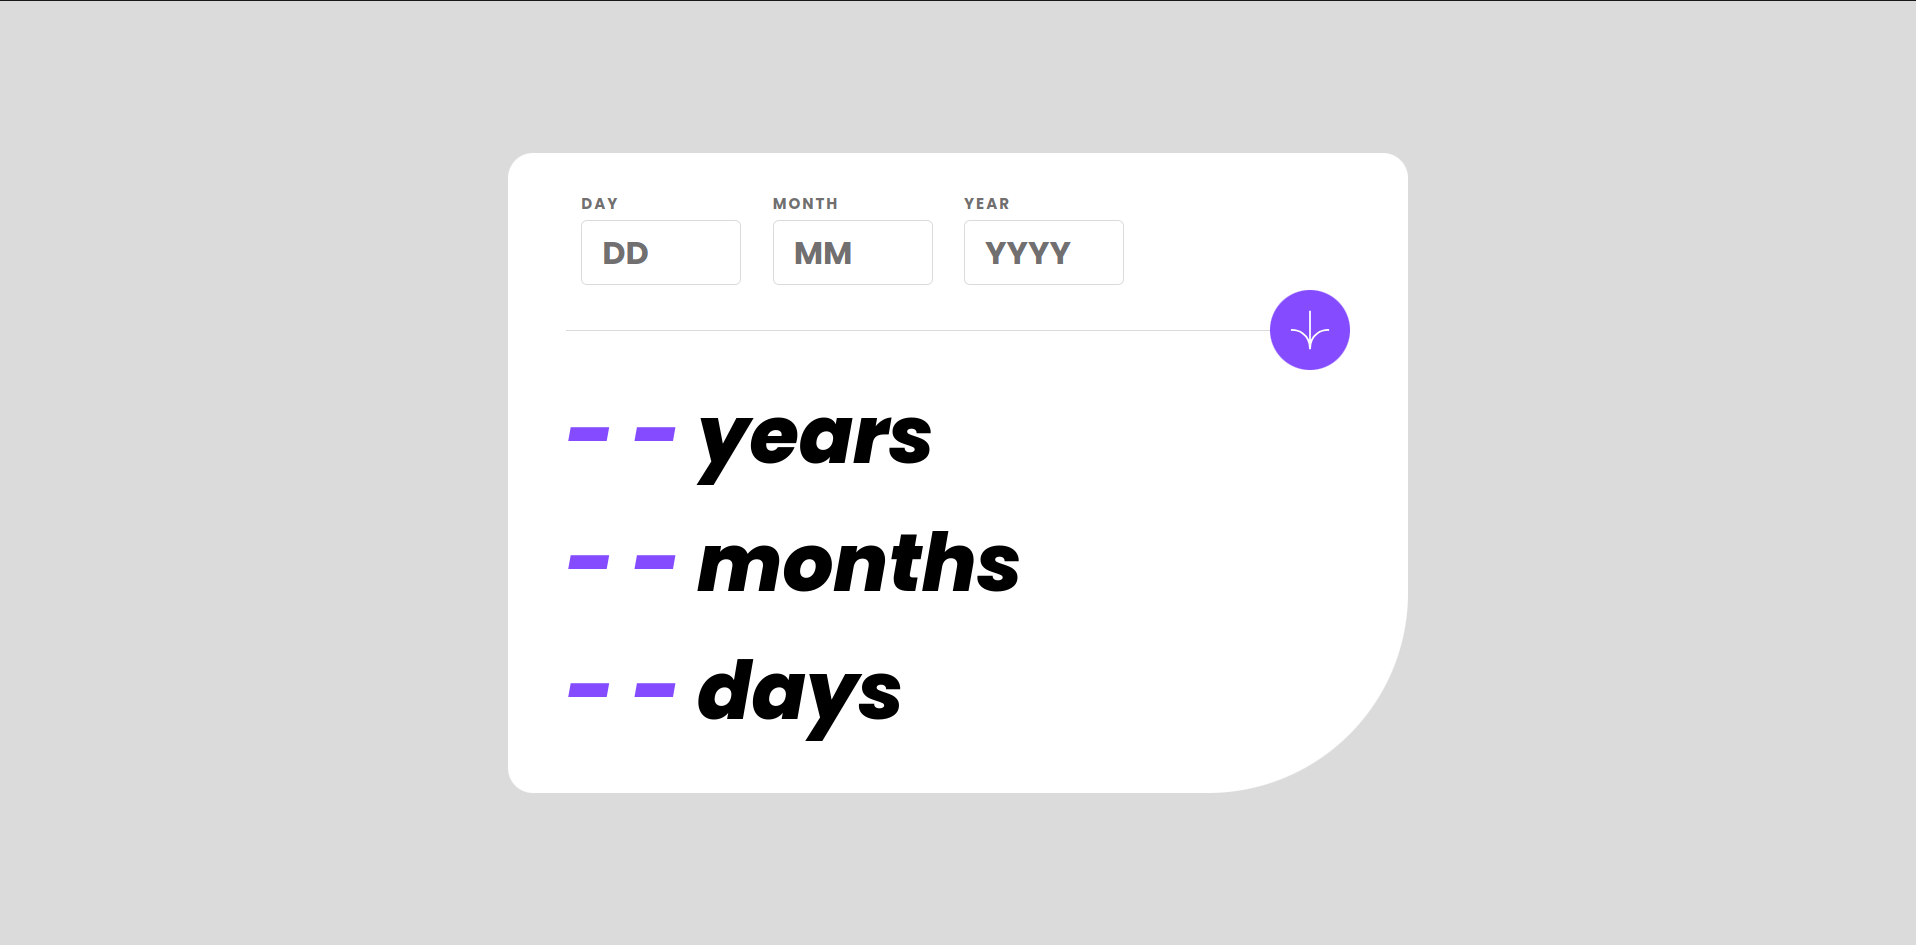 DAY MONTH YEAR
DD MM YYYY
- - years
- - months
- - days